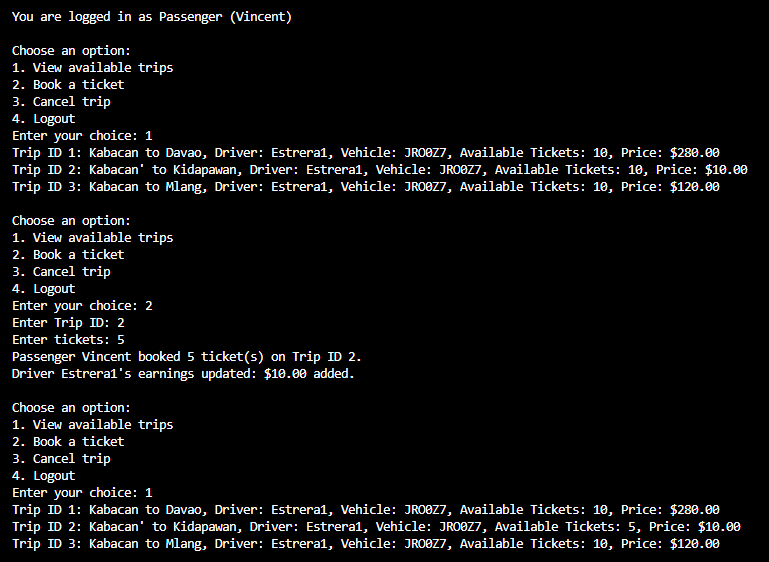 You are logged in as Passenger (Vincent)
Choose an option:
1. View available trips
2. Book a ticket
3. Cancel trip
4. Logout
Enter your choice: 1
Trip ID 1: Kabacan to Davao, Driver: Estrera1, Vehicle: JRO0Z7, Available Tickets: 10, Price: $280.00
Trip ID 2: Kabacan' to Kidapawan, Driver: Estrera1, Vehicle: JRO0Z7, Available Tickets: 10, Price: $10.00
Trip ID 3: Kabacan to Mlang, Driver: Estrera1, Vehicle: JRO0Z7, Available Tickets: 10, Price: $120.00
Choose an option:
1. View available trips
2. Book a ticket
3. Cancel trip
4. Logout
Enter your choice: 2
Enter Trip ID: 2
Enter tickets: 5
Passenger Vincent booked 5 ticket(s) on Trip ID 2.
Driver Estrera1's earnings updated: $10.00 added.
Choose an option:
1. View available trips
2. Book a ticket
3. Cancel trip
4. Logout
Enter your choice: 1
Trip ID 1: Kabacan to Davao, Driver: Estrera1, Vehicle: JRO0Z7, Available Tickets: 10, Price: $280.00
Trip ID 2: Kabacan' to Kidapawan, Driver: Estrera1, Vehicle: JRO0Z7, Available Tickets: 5, Price: $10.00
Trip ID 3: Kabacan to Mlang, Driver: Estrera1, Vehicle: JRO0Z7, Available Tickets: 10, Price: $120.00